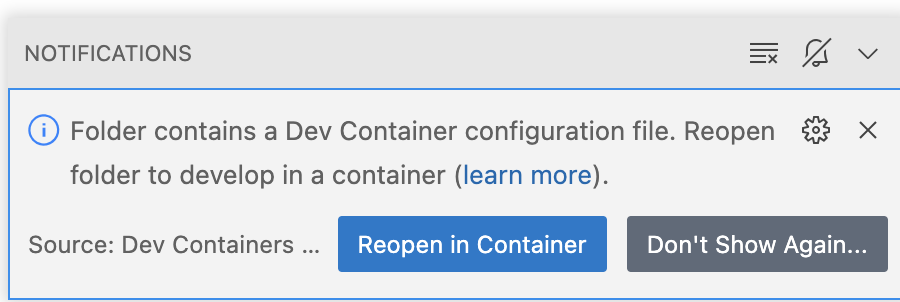 NOTIFICATIONS
Folder contains a Dev Container configuration file. Reopen
folder to develop in a container (learn more).
Source: Dev Containers ... Reopen in Container Don't Show Again...